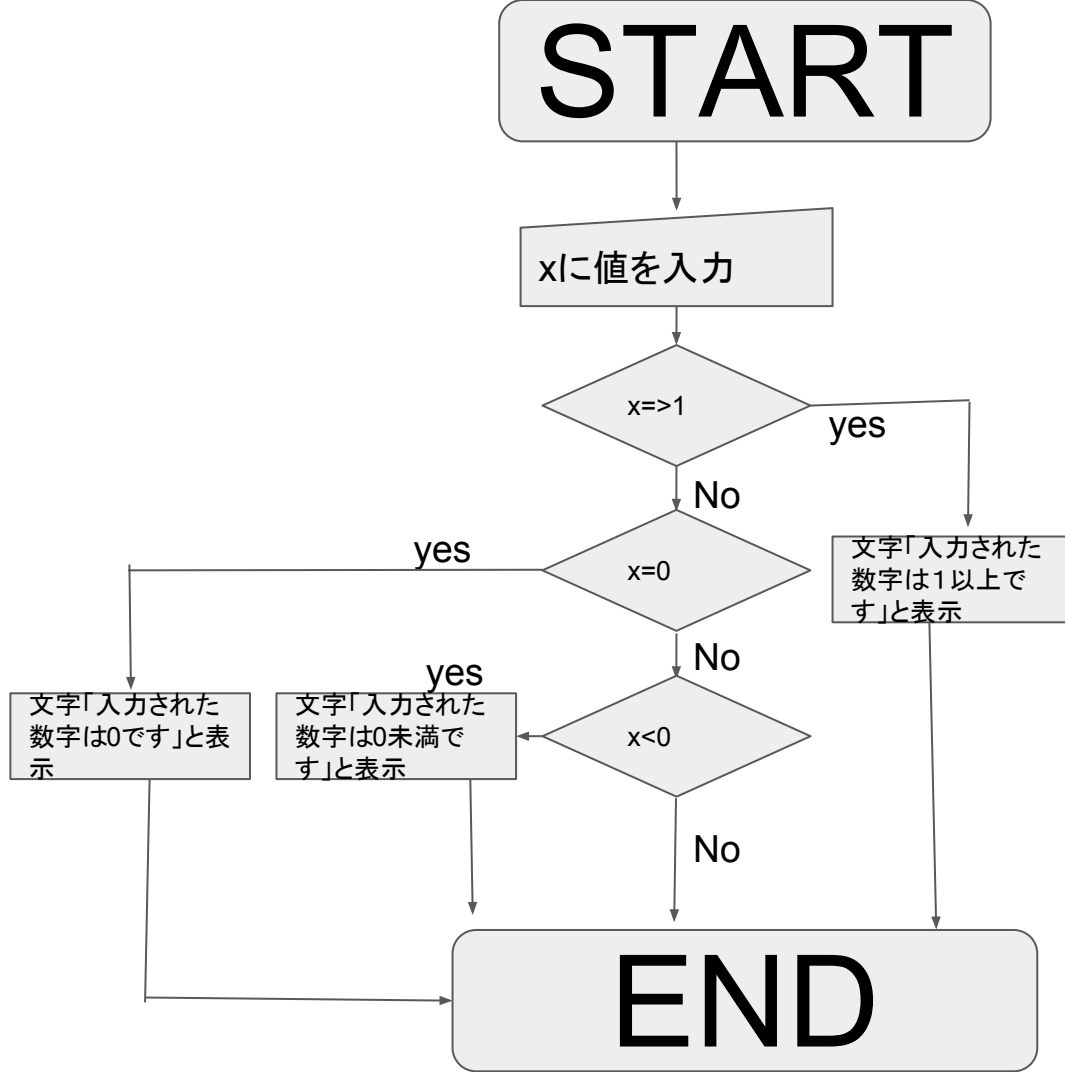 START
xに値を入力
x=>1
yes
No
yes
x=0
文字「入力された
数字は１以上で
す」と表示
No
yes
文字「入力された
数字は0です」と表
示
文字「入力された
数字は0未満で
す」と表示
x<0
No
END